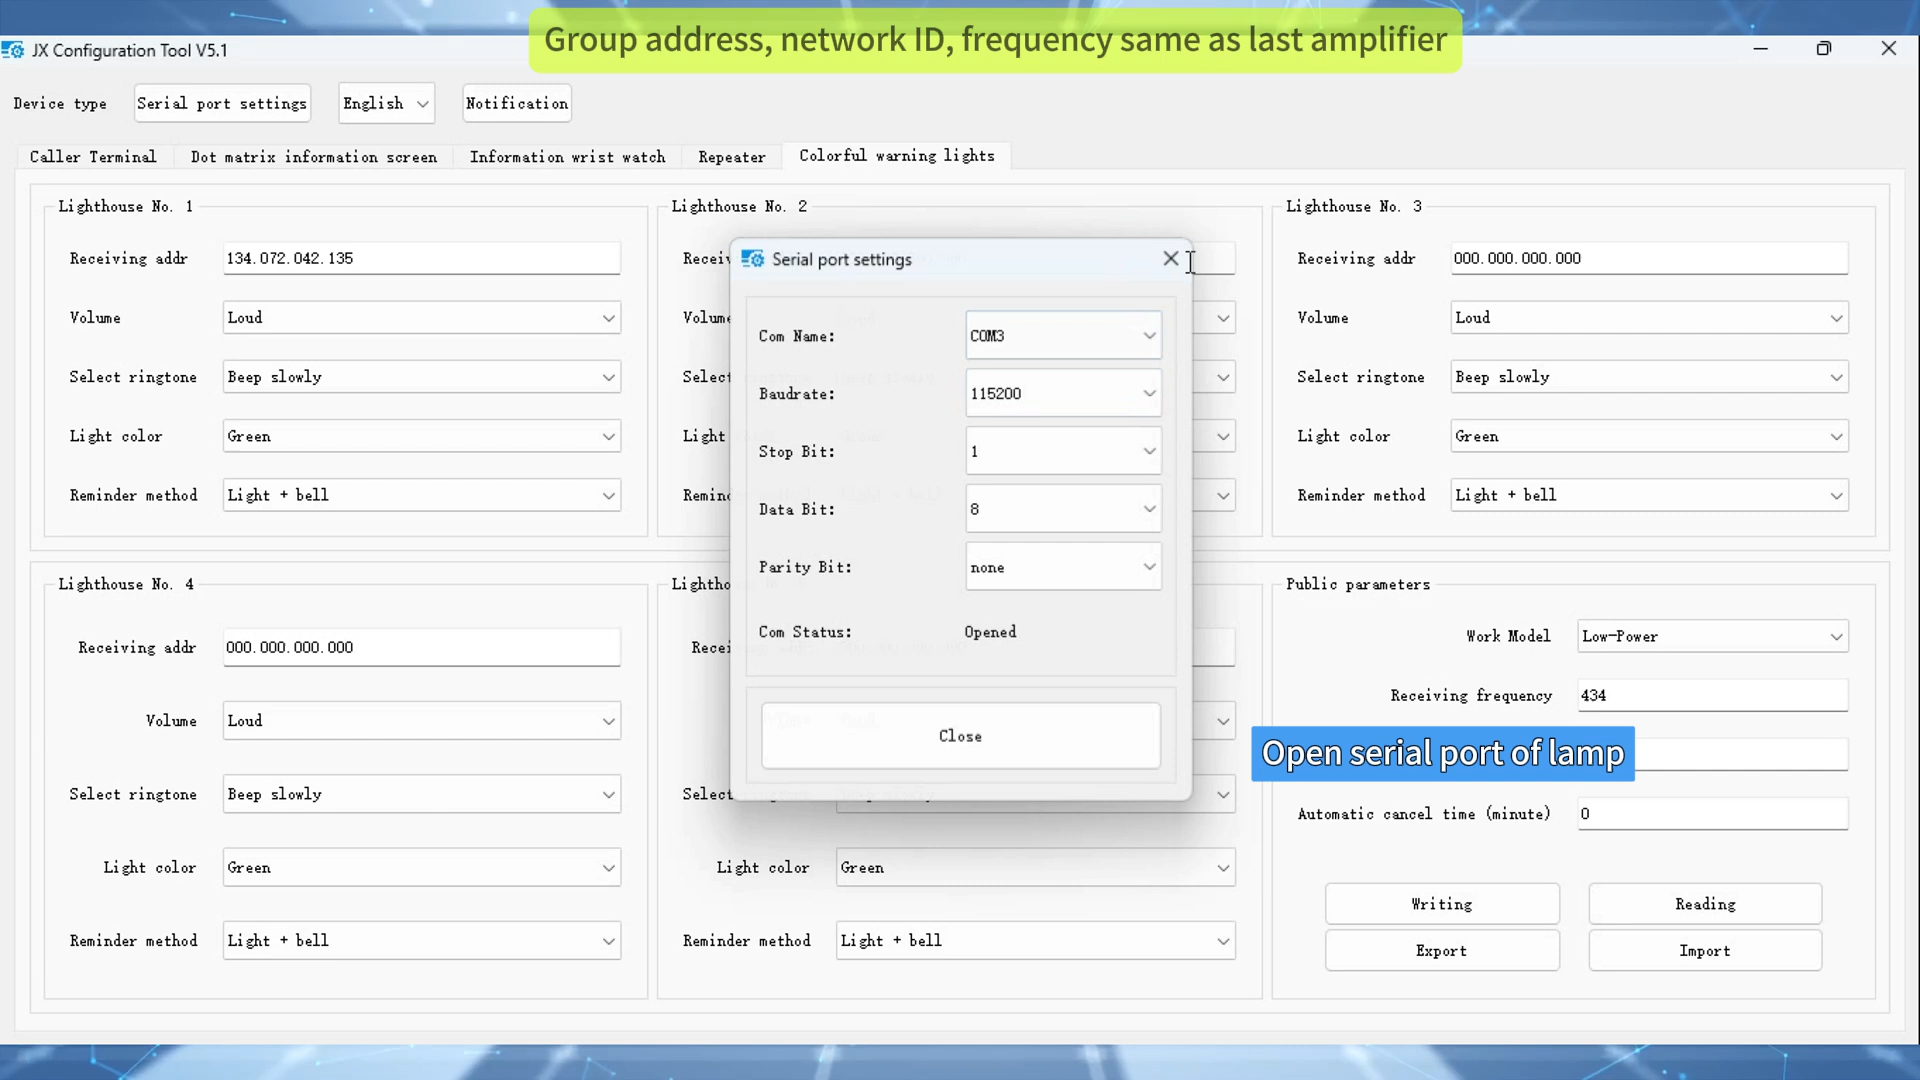 Group address, network ID, frequency same as last amplifier
JX Configuration Tool V5.1
Device type
Serial port settings
English
Notification
Caller Terminal
Dot matrix information screen
Information wrist watch
Repeater
Colorful warning lights
Lighthouse No. 1
Receiving addr
134.072.042.135
Volume
Loud
Select ringtone
Beep slowly
Light color
Green
Reminder method
Light + bell
Lighthouse No. 2
Receiv
Volume
Select
Light
Remin
Serial port settings
Com Name:
COM3
Baudrate:
115200
Stop Bit:
1
Data Bit:
8
Parity Bit:
none
Com Status:
Opened
Close
Lighthouse No. 3
Receiving addr
000.000.000.000
Volume
Loud
Select ringtone
Beep slowly
Light color
Green
Reminder method
Light + bell
Lighthouse No. 4
Receiving addr
000.000.000.000
Volume
Loud
Select ringtone
Beep slowly
Light color
Green
Reminder method
Light + bell
Lightho
Recei
Select
Light color
Green
Reminder method
Light + bell
Public parameters
Work Model
Low-Power
Receiving frequency
434
Open serial port of lamp
Automatic cancel time (minute)
0
Writing
Reading
Export
Import